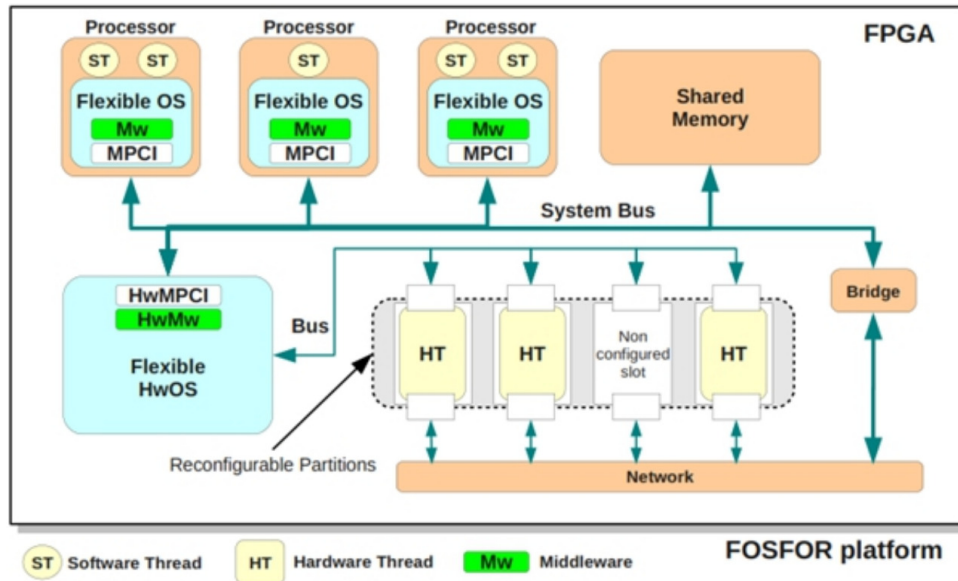 Processor
Processor
Processor
FPGA
ST
ST
ST
ST
ST
Flexible OS
Flexible OS
Flexible OS
Mw
Mw
Mw
MPCI
MPCI
MPCI
Shared
Memory
System Bus
HwMPCI
HwMw
Flexible
HwOS
Bus
Bridge
HT
HT
Non
configured
slot
HT
Reconfigurable Partitions
Network
ST Software Thread
HT Hardware Thread
Mw Middleware
FOSFOR platform